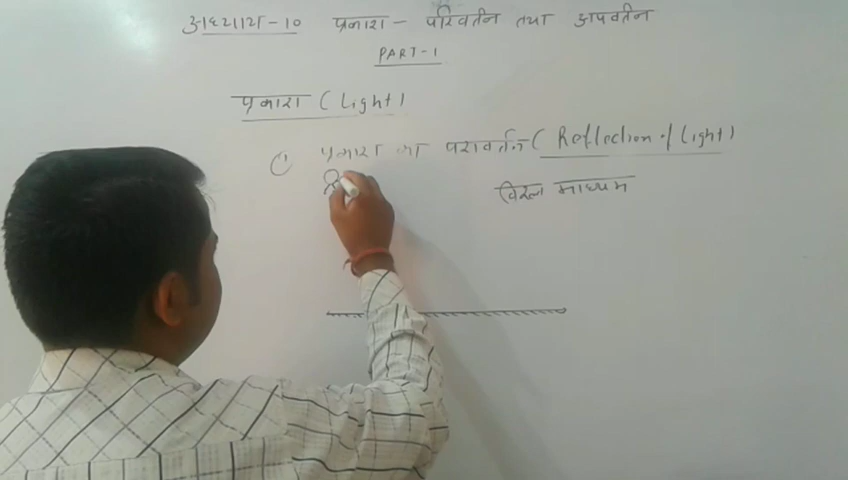 अध्याय-१० प्रकाश - परिवर्तन तथा अपवर्तन
PART-1
प्रकाश (Light)
① प्रकाश का परावर्तन (Reflection of Light)
विरल माध्यम